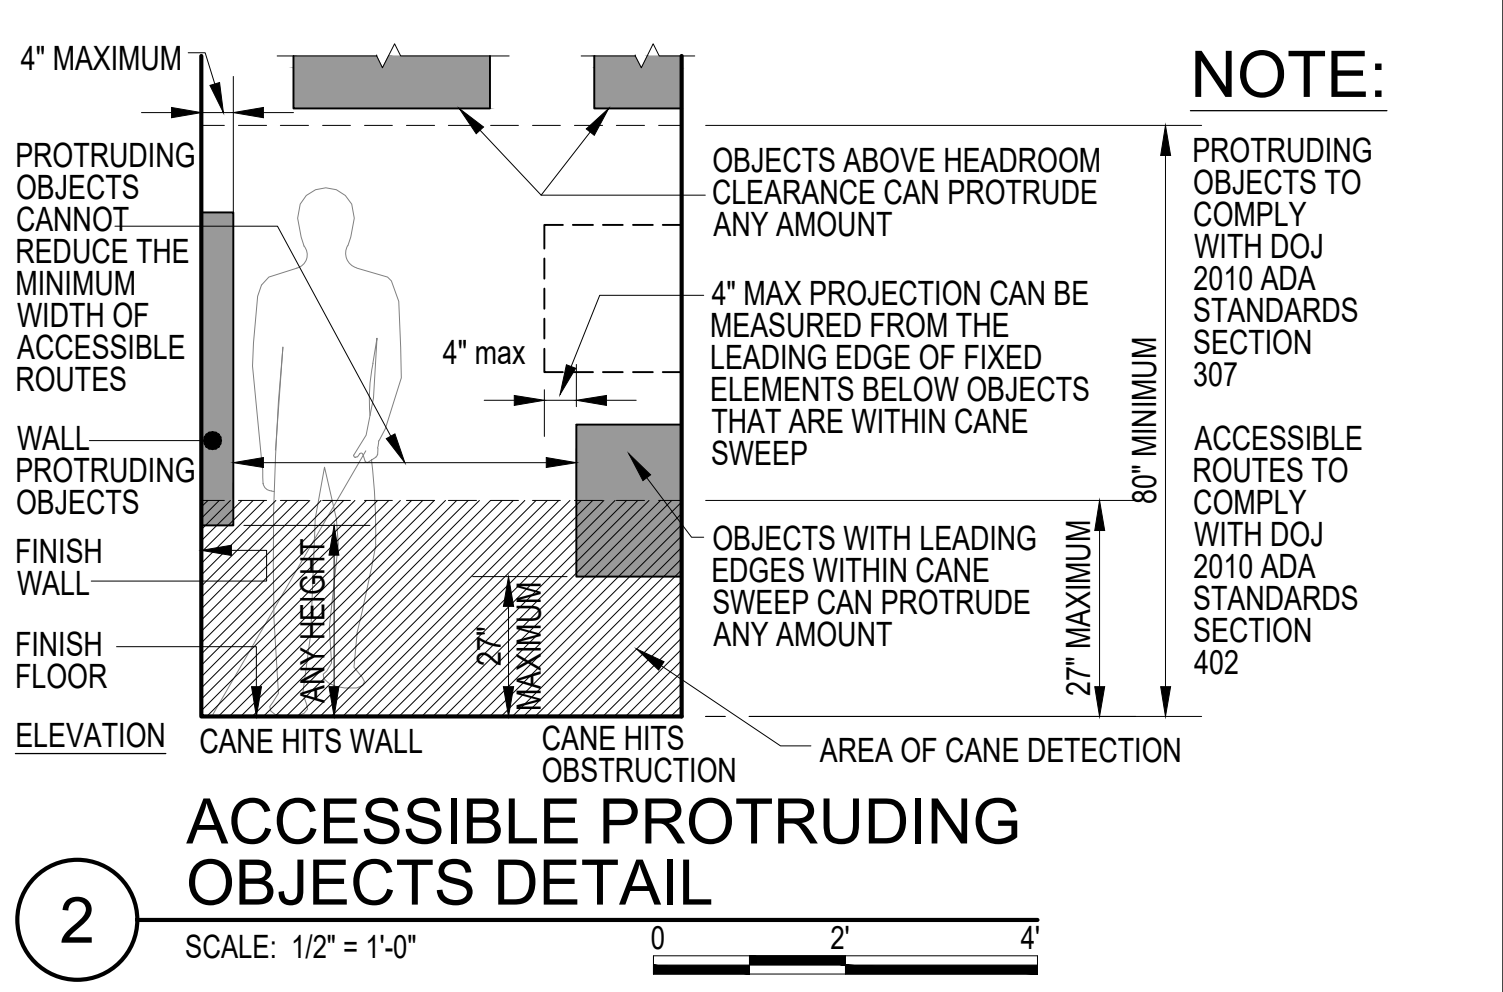 4" MAXIMUM
PROTRUDING
OBJECTS
CANNOT
REDUCE THE
MINIMUM
WIDTH OF
ACCESSIBLE
ROUTES
WALL
PROTRUDING
OBJECTS
FINISH
WALL
FINISH
FLOOR
ELEVATION
CANE HITS WALL
ANY HEIGHT
27"
MAXIMUM
4" max
CANE HITS
OBSTRUCTION
OBJECTS ABOVE HEADROOM
CLEARANCE CAN PROTRUDE
ANY AMOUNT
4" MAX PROJECTION CAN BE
MEASURED FROM THE
LEADING EDGE OF FIXED
ELEMENTS BELOW OBJECTS
THAT ARE WITHIN CANE
SWEEP
OBJECTS WITH LEADING
EDGES WITHIN CANE
SWEEP CAN PROTRUDE
ANY AMOUNT
AREA OF CANE DETECTION
27" MAXIMUM
80" MINIMUM
NOTE:
PROTRUDING
OBJECTS TO
COMPLY
WITH DOJ
2010 ADA
STANDARDS
SECTION
307
ACCESSIBLE
ROUTES TO
COMPLY
WITH DOJ
2010 ADA
STANDARDS
SECTION
402
2
ACCESSIBLE PROTRUDING
OBJECTS DETAIL
SCALE: 1/2" = 1'-0"
0 2' 4'